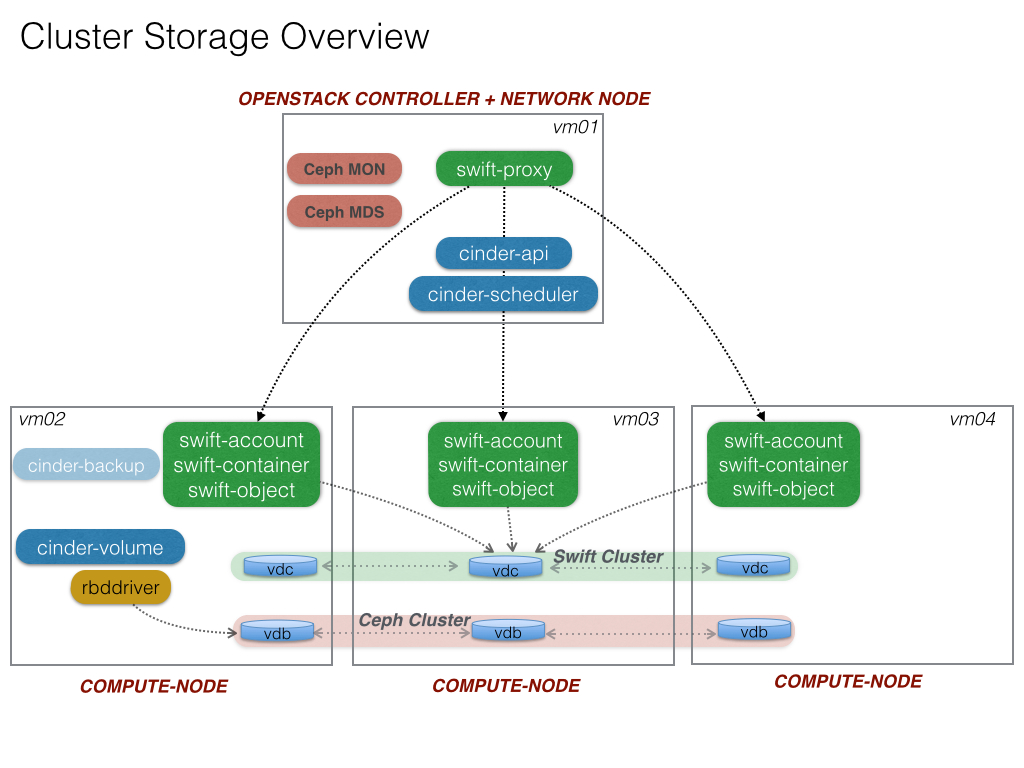 Cluster Storage Overview
OPENSTACK CONTROLLER + NETWORK NODE
vm01
Ceph MON
swift-proxy
Ceph MDS
cinder-api
cinder-scheduler
vm02
swift-account
swift-container
swift-object
cinder-backup
cinder-volume
rbddriver
vm03
swift-account
swift-container
swift-object
vm04
swift-account
swift-container
swift-object
vdc
vdc
Swift Cluster
vdc
vdb
Ceph Cluster
vdb
vdb
COMPUTE-NODE
COMPUTE-NODE
COMPUTE-NODE